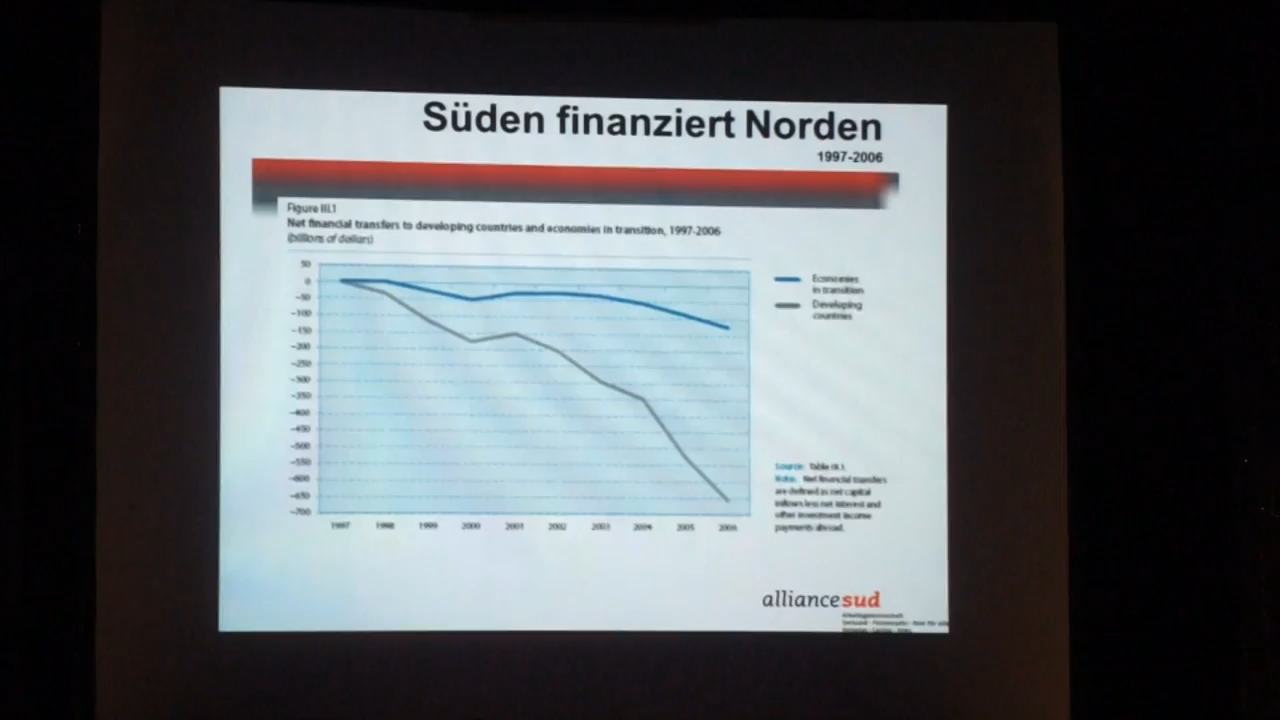 Süden finanziert Norden
1997-2006
Figure III.1
Net financial transfers to developing countries and economies in transition, 1997-2006
(billions of dollars)
50
0
-50
-100
-150
-200
-250
-300
-350
-400
-450
-500
-550
-600
-650
-700
1997 1998 1999 2000 2001 2002 2003 2004 2005 2006
Economies
in transition
Developing
countries
Source: Table III.1.
Note: Net financial transfers
are defined as net capital
inflows less net interest and
other investment income
payments abroad.
alliancesud